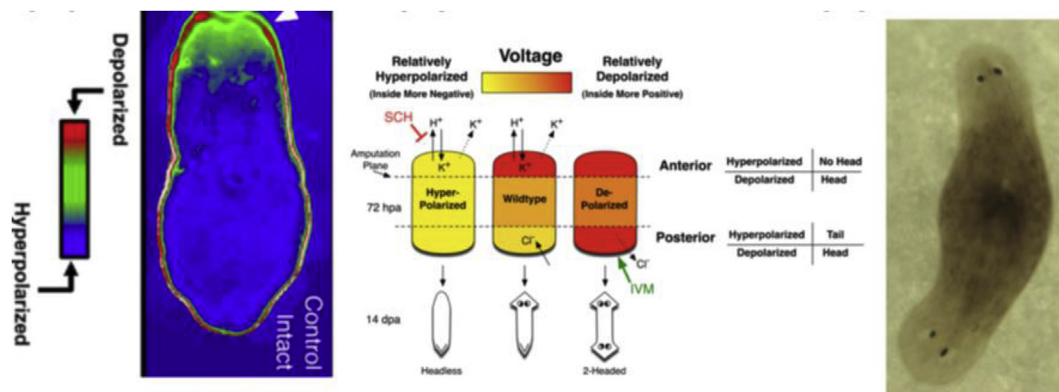 Depolarized
Hyperpolarized
Control
Intact
Voltage
Relatively
Hyperpolarized
(Inside More Negative)
Relatively
Depolarized
(Inside More Positive)
SCH
H+
K+
H+
K+
K+
K+
Amputation
Plane
72 hpa
Hyper-
Polarized
Wildtype
De-
Polarized
Cl-
Cl-
IVM
Anterior
Hyperpolarized No Head
Depolarized Head
Posterior
Hyperpolarized Tail
Depolarized Head
14 dpa
Headless
2-Headed